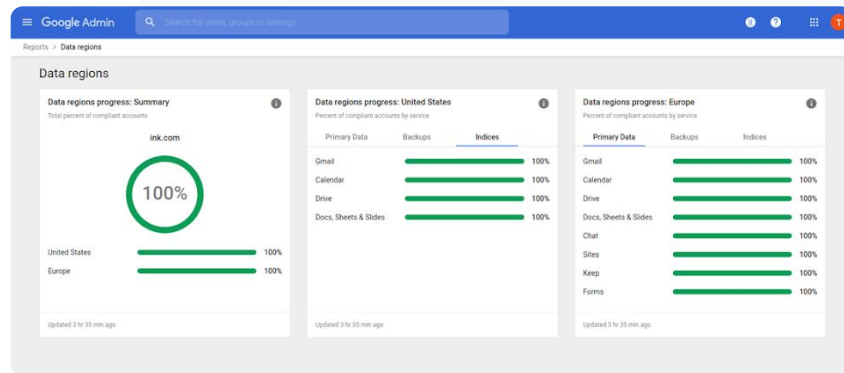 Google Admin
Search for users, groups or settings
Reports > Data regions
T
Data regions
Data regions progress: Summary
Total percent of compliant accounts
ink.com
100%
United States 100%
Europe 100%
Updated 3 hr 35 min ago
Data regions progress: United States
Percent of compliant accounts by service
Primary Data Backups Indices
Gmail 100%
Calendar 100%
Drive 100%
Docs, Sheets & Slides 100%
Updated 3 hr 35 min ago
Data regions progress: Europe
Percent of compliant accounts by service
Primary Data Backups Indices
Gmail 100%
Calendar 100%
Drive 100%
Docs, Sheets & Slides 100%
Chat 100%
Sites 100%
Keep 100%
Forms 100%
Updated 3 hr 35 min ago